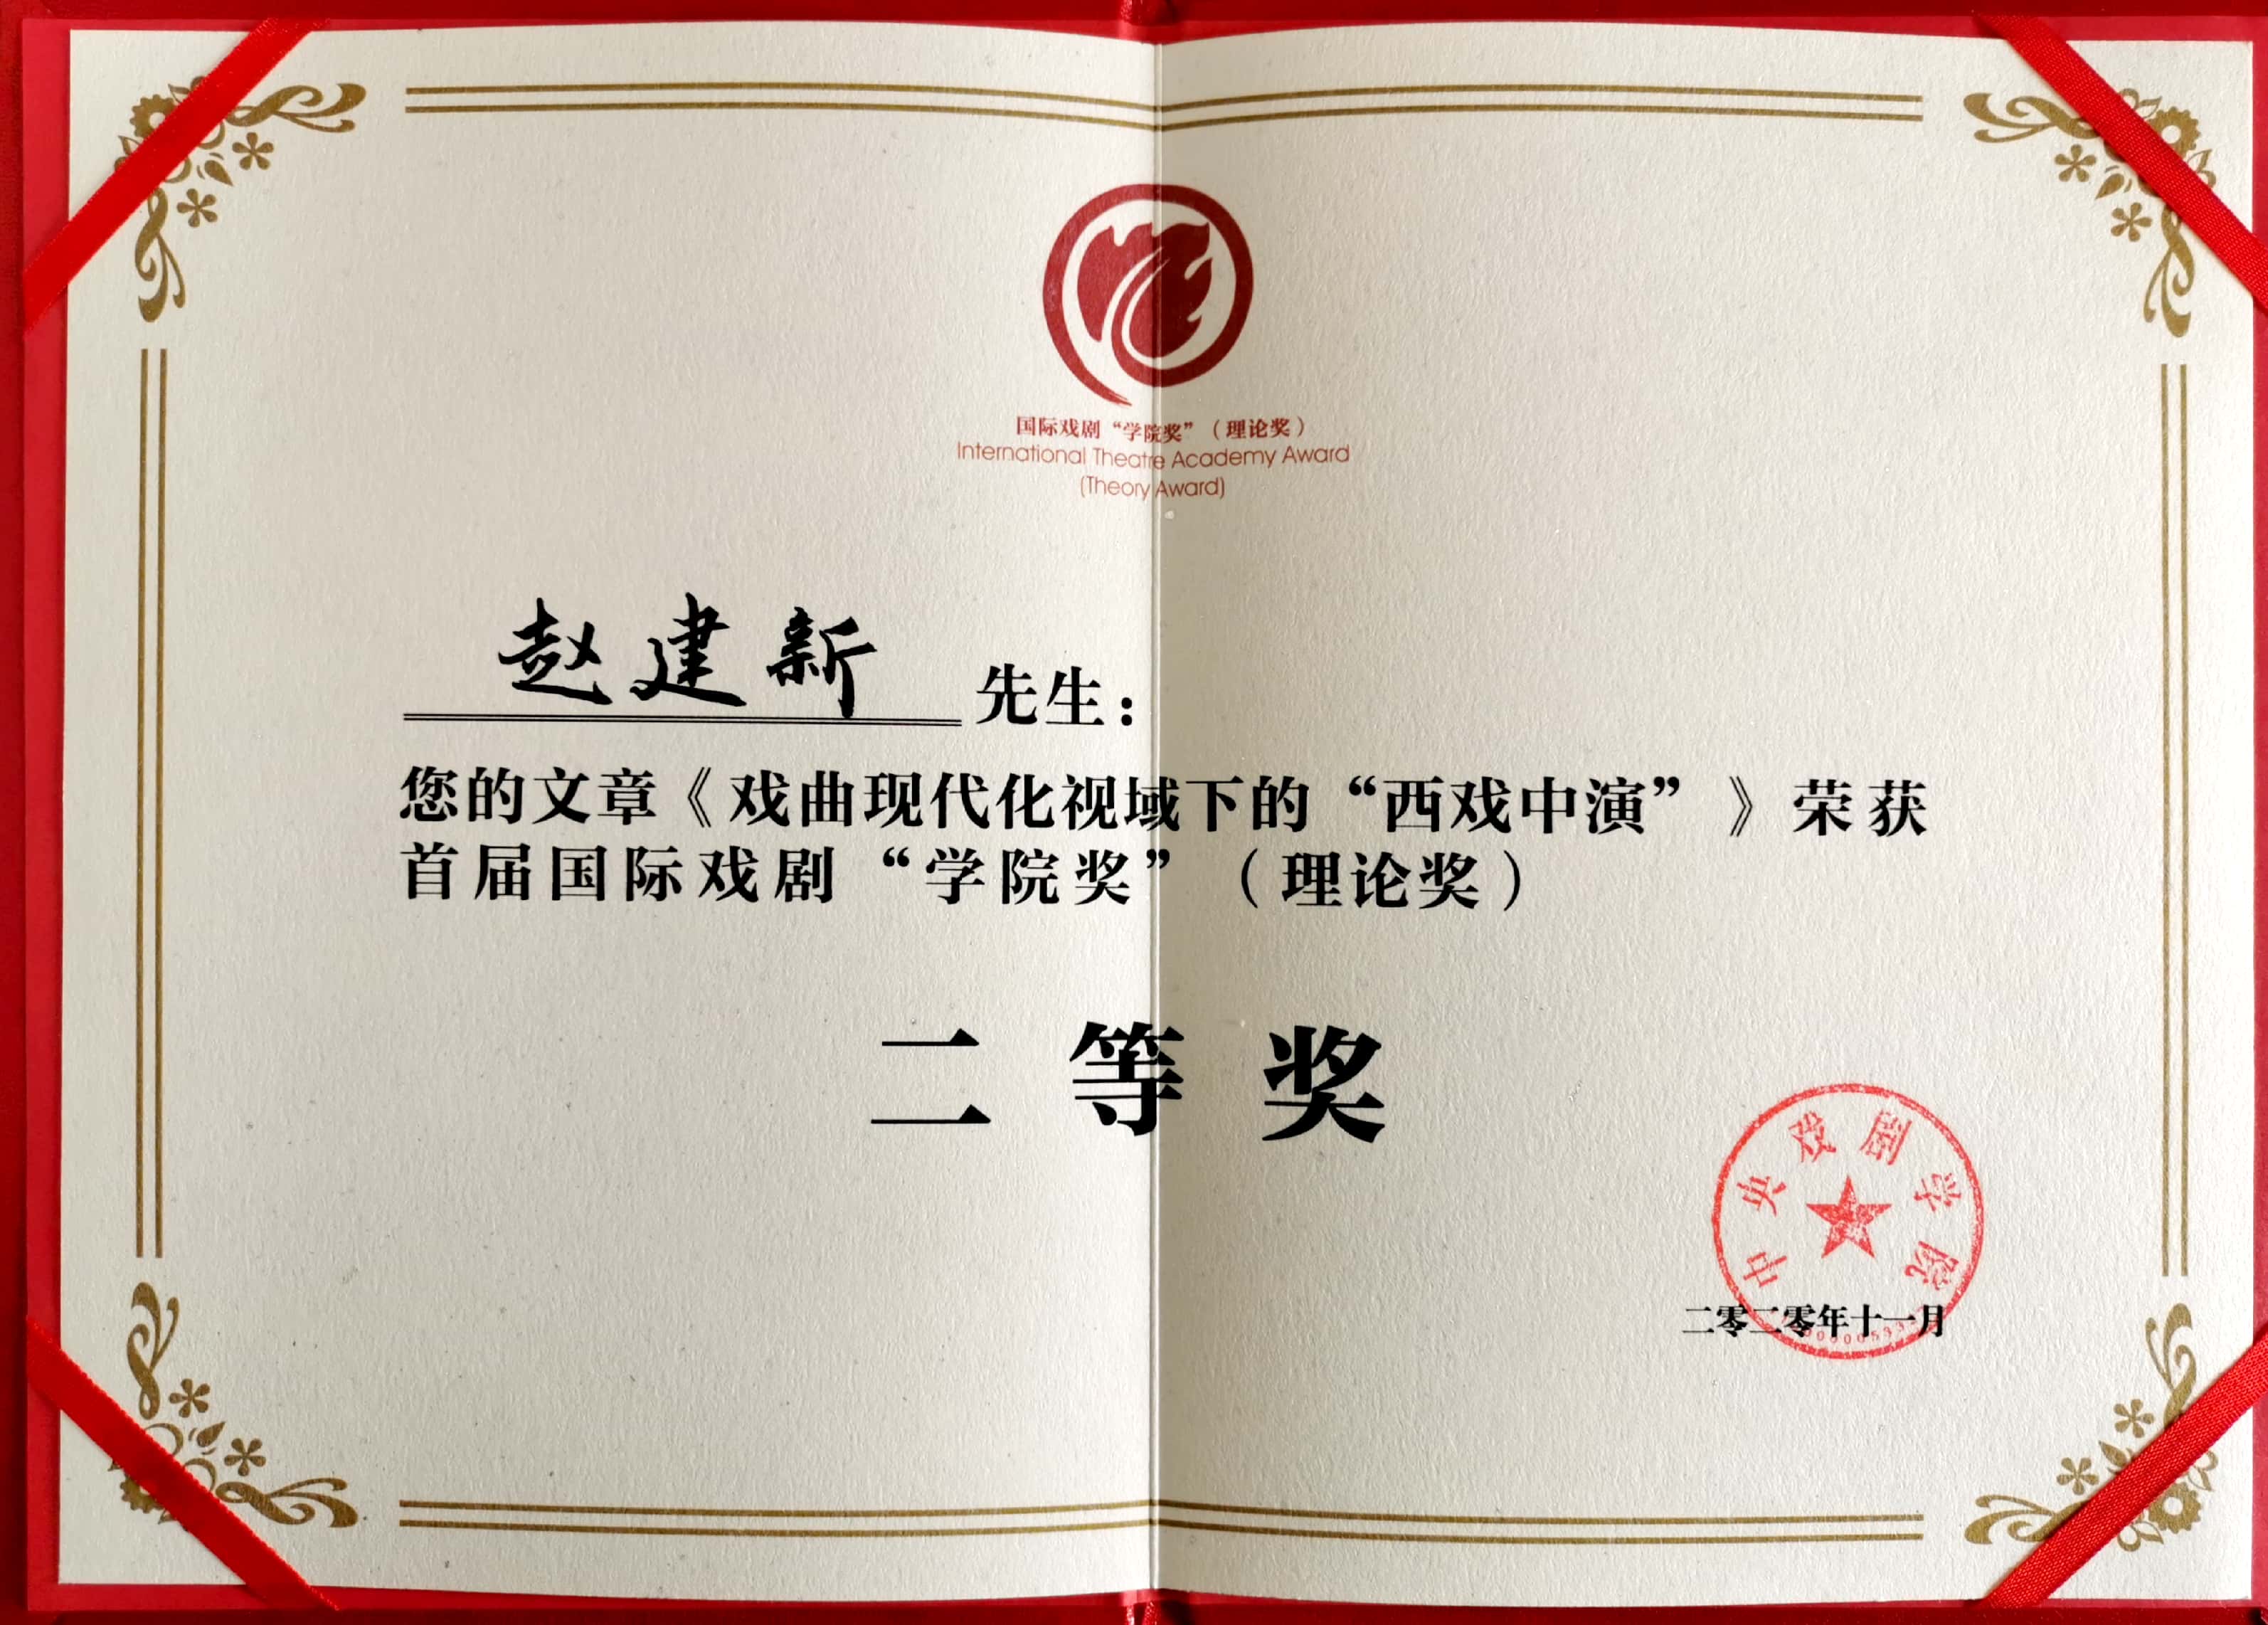 国际戏剧“学院奖”（理论奖）
International Theatre Academy Award
(Theory Award)
赵建新 先生：
您的文章《戏曲现代化视域下的“西戏中演”》荣获
首届国际戏剧“学院奖”（理论奖）
二等奖
中央戏剧学院
二零二零年十一月